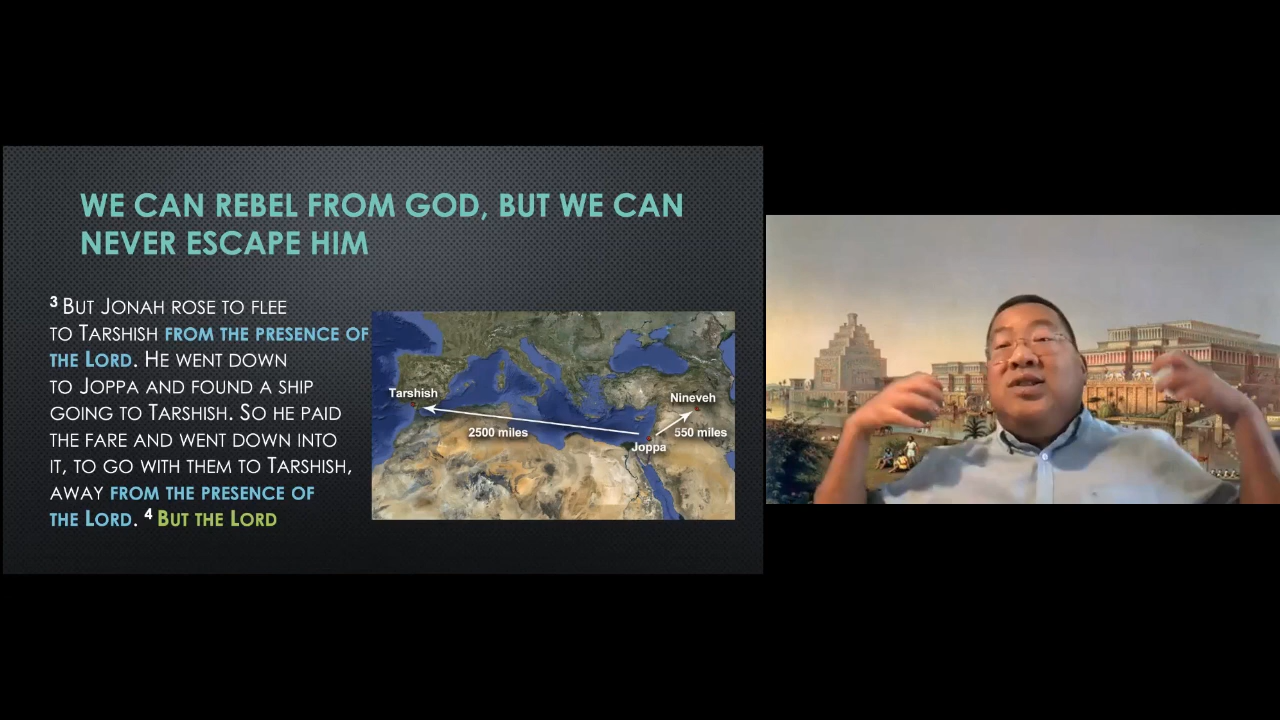 WE CAN REBEL FROM GOD, BUT WE CAN
NEVER ESCAPE HIM
3 BUT JONAH ROSE TO FLEE
TO TARSHISH FROM THE PRESENCE OF
THE LORD. HE WENT DOWN
TO JOPPA AND FOUND A SHIP
GOING TO TARSHISH. SO HE PAID
THE FARE AND WENT DOWN INTO
IT, TO GO WITH THEM TO TARSHISH,
AWAY FROM THE PRESENCE OF
THE LORD. 4 BUT THE LORD
Tarshish
2500 miles
Nineveh
550 miles
Joppa